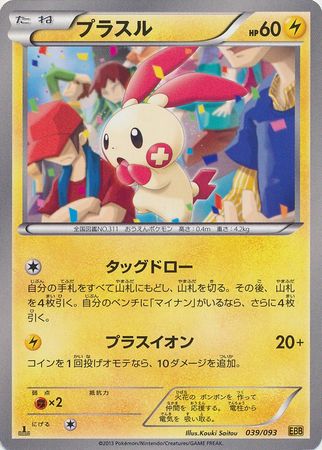 たね プラスル HP60
全国図鑑NO.311 おうえんポケモン 高さ:0.4m 重さ:4.2kg
タッグドロー
自分の手札をすべて山札にもどし、山札を切る。その後、山札
を4枚引く。自分のベンチに「マイナン」がいるなら、さらに4枚
引く。
プラスイオン 20+
コインを1回投げオモテなら、10ダメージを追加。
弱点 抵抗力
×2
にげる
火花の ポンポンを 作って
仲間を 応援する。 電柱から
電気を 吸い取る。
Illus.Kouki Saitou 039/093 EBB
©2013 Pokémon/Nintendo/Creatures/GAME FREAK.